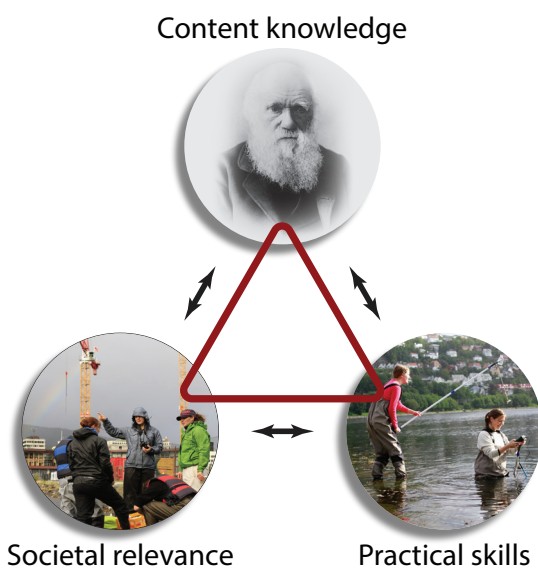 Content knowledge
Societal relevance
Practical skills